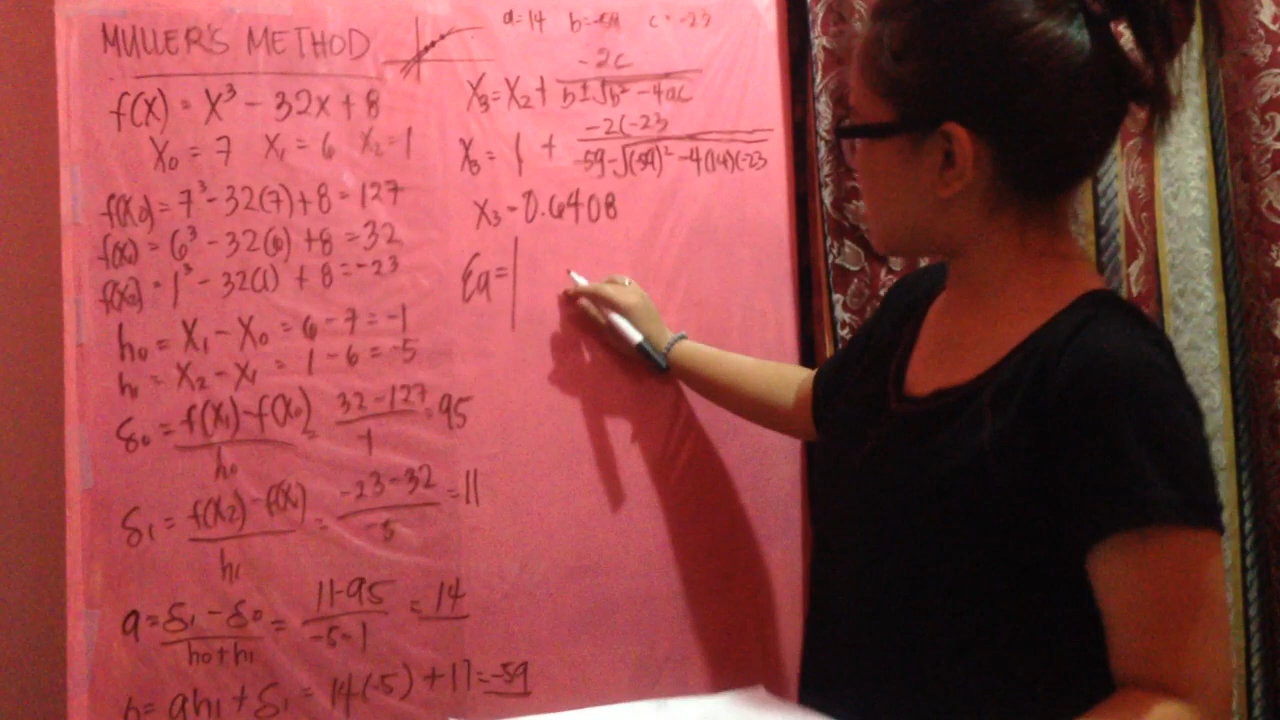 MULLER'S METHOD
f(x) = x³ - 32x + 8
x₀ = 7 x₁ = 6 x₂ = 1
f(x₀) = 7³ - 32(7) + 8 = 127
f(x) = 6³ - 32(6) + 8 = 32
f(x₂) = 1³ - 32(1) + 8 = -23
h₀ = x₁ - x₀ = 6 - 7 = -1
h₁ = x₂ - x₁ = 1 - 6 = -5
δ₀ = f(x₁) - f(x₀) / h₀ = 32 - 127 / -1 = 95
δ₁ = f(x₂) - f(x₁) / h₁ = -23 - 32 / -5 = 11
a = δ₁ - δ₀ / h₀ + h₁ = 11 - 95 / -5 - 1 = 14
b = ah₁ + δ₁ = 14(-5) + 11 = -59
a = 14 b = -59 c = -23
x₃ = x₂ + -2c / b ± √b² - 4ac
x₃ = 1 + -2(-23 / -59 - √(-59)² - 4(14)(-23
x₃ = 0.6408
Ea = |